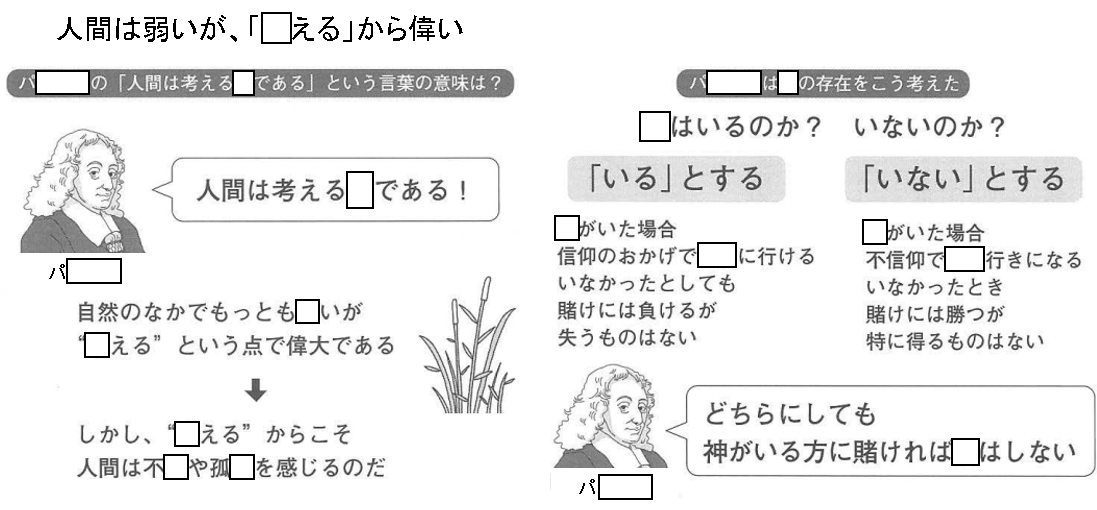 人間は弱いが、「□える」から偉い
パ□の「人間は考える□である」という言葉の意味は？
人間は考える□である！
パ□
自然のなかでもっとも□いが
“□える”という点で偉大である
しかし、“□える”からこそ
人間は不□や孤□を感じるのだ
パ□は□の存在をこう考えた
□はいるのか？　いないのか？
「いる」とする
□がいた場合
信仰のおかげで□に行ける
いなかったとしても
賭けには負けるが
失うものはない
「いない」とする
□がいた場合
不信仰で□行きになる
いなかったとき
賭けには勝つが
特に得るものはない
どちらにしても
神がいる方に賭ければ□はしない
パ□